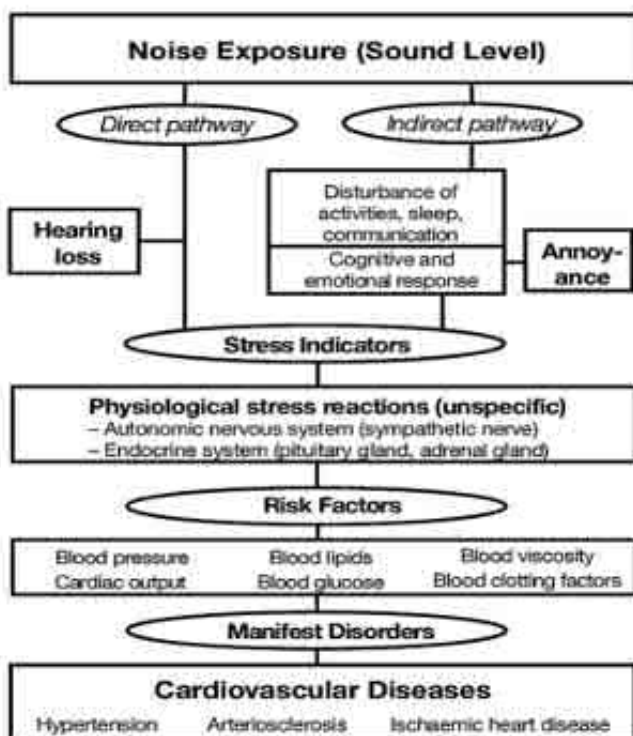 Noise Exposure (Sound Level)
Direct pathway
Indirect pathway
Disturbance of
activities, sleep,
communication
Hearing
loss
Cognitive and
emotional response
Annoy-
ance
Stress Indicators
Physiological stress reactions (unspecific)
– Autonomic nervous system (sympathetic nerve)
– Endocrine system (pituitary gland, adrenal gland)
Risk Factors
Blood pressure Blood lipids Blood viscosity
Cardiac output Blood glucose Blood clotting factors
Manifest Disorders
Cardiovascular Diseases
Hypertension Arteriosclerosis Ischaemic heart disease